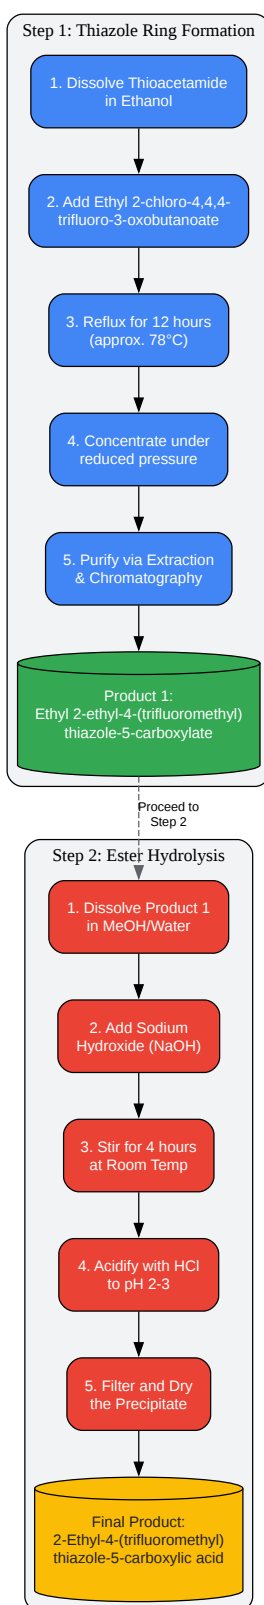 Step 1: Thiazole Ring Formation
1. Dissolve Thioacetamide
in Ethanol
2. Add Ethyl 2-chloro-4,4,4-
trifluoro-3-oxobutanoate
3. Reflux for 12 hours
(approx. 78°C)
4. Concentrate under
reduced pressure
5. Purify via Extraction
& Chromatography
Product 1:
Ethyl 2-ethyl-4-(trifluoromethyl)
thiazole-5-carboxylate
Proceed to
Step 2
Step 2: Ester Hydrolysis
1. Dissolve Product 1
in MeOH/Water
2. Add Sodium
Hydroxide (NaOH)
3. Stir for 4 hours
at Room Temp
4. Acidify with HCl
to pH 2-3
5. Filter and Dry
the Precipitate
Final Product:
2-Ethyl-4-(trifluoromethyl)
thiazole-5-carboxylic acid